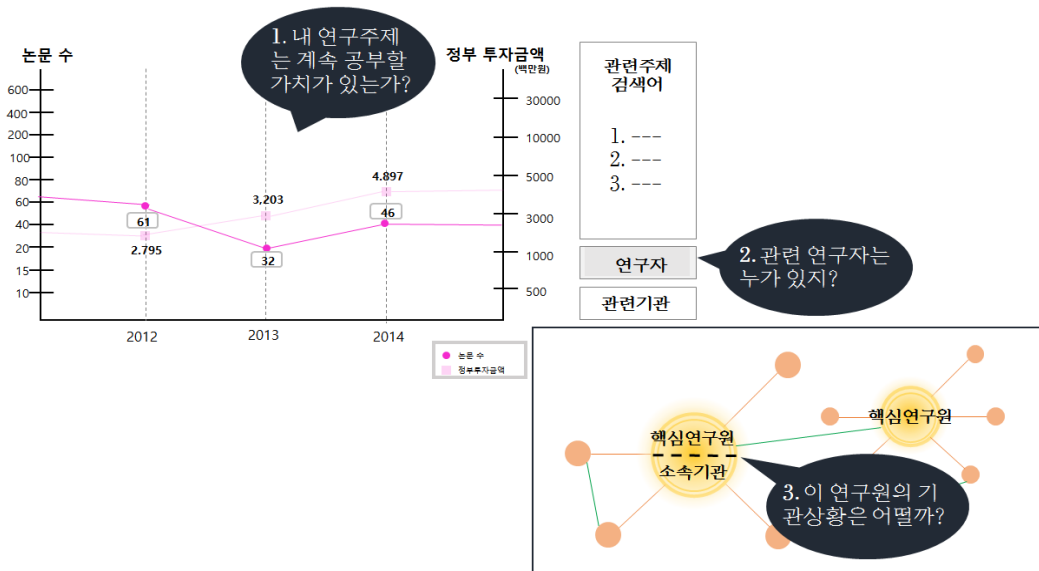 논문 수
정부 투자금액
(백만원)
1. 내 연구주제
는 계속 공부할
가치가 있는가?
600
400
200
100
80
60
40
20
15
10
30000
10000
5000
3000
1000
500
61
2.795
3,203
32
4.897
46
2012
2013
2014
논문 수
정부투자금액
관련주제
검색어
1. ---
2. ---
3. ---
연구자
관련기관
2. 관련 연구자는
누가 있지?
핵심연구원
소속기관
핵심연구원
3. 이 연구원의 기
관상황은 어떨까?